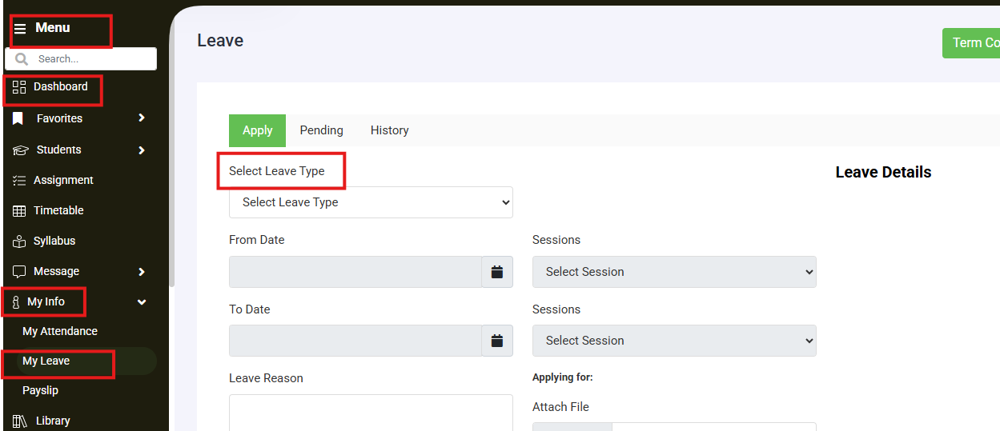 Menu
Search...
Dashboard
Favorites
Students
Assignment
Timetable
Syllabus
Message
My Info
My Attendance
My Leave
Payslip
Library
Leave
Term Co
Apply Pending History
Select Leave Type
Select Leave Type
From Date Sessions
Select Session
To Date Sessions
Select Session
Leave Reason Applying for:
Attach File
Leave Details